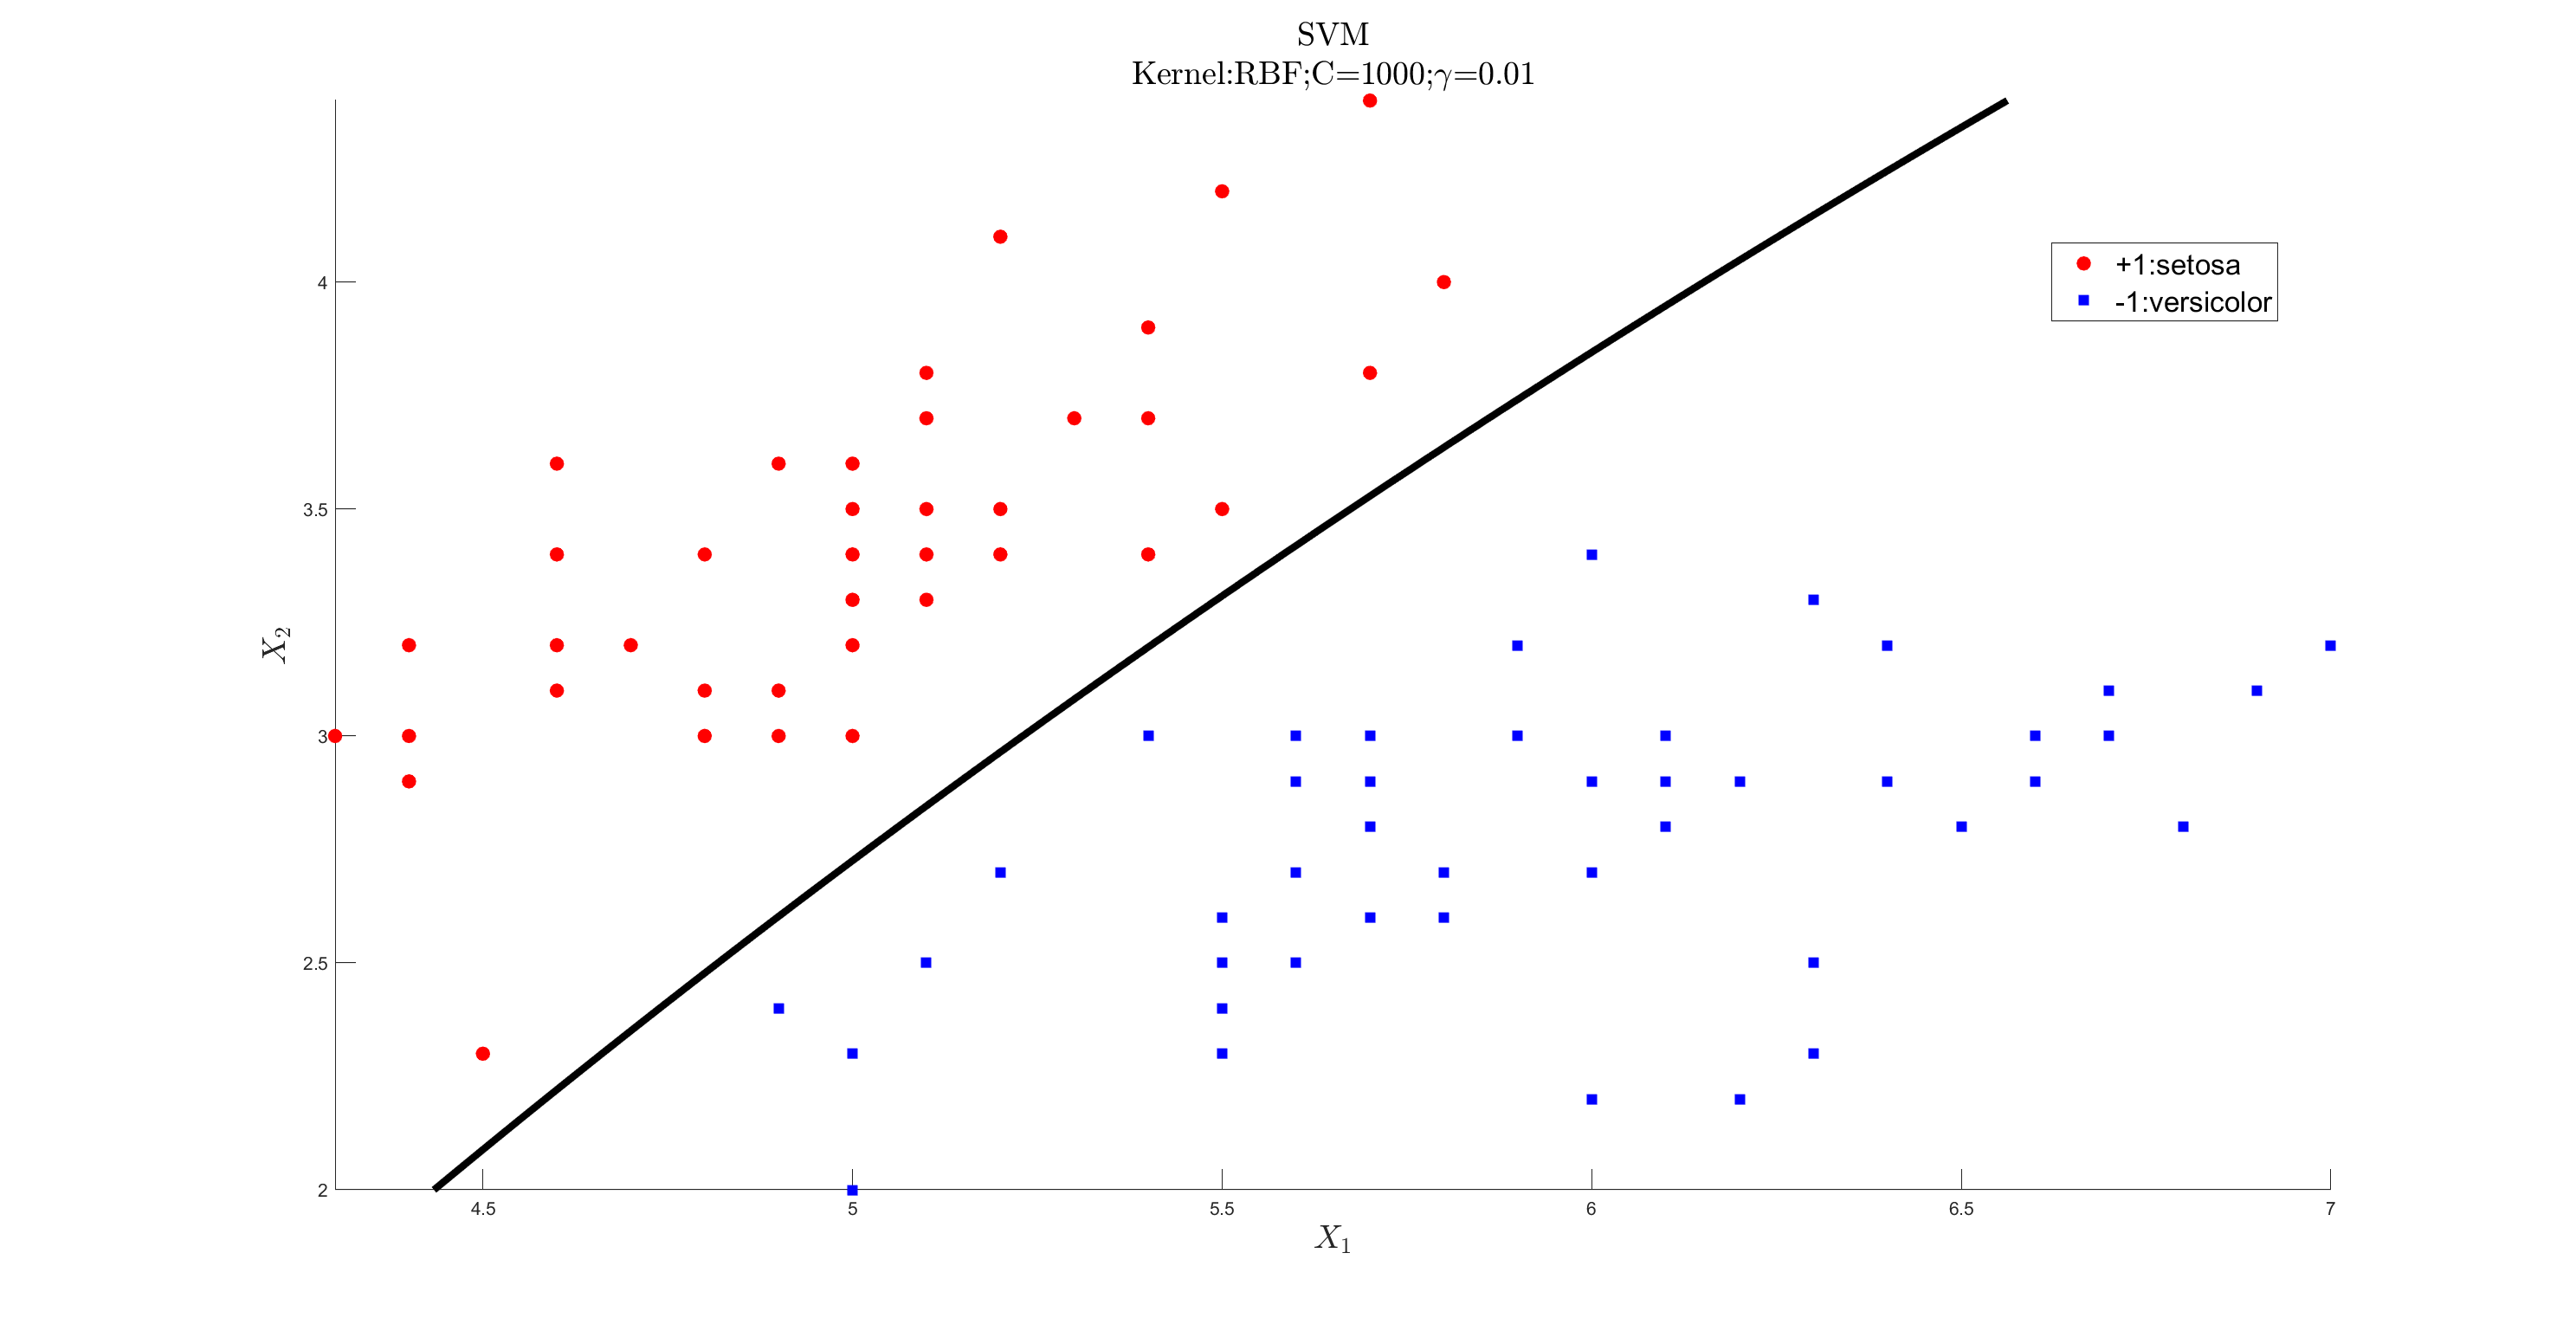 SVM
Kernel:RBF;C=1000;γ=0.01
+1:setosa
-1:versicolor
4
3.5
3
2.5
2
X₂
4.5 5 5.5 6 6.5 7
X₁